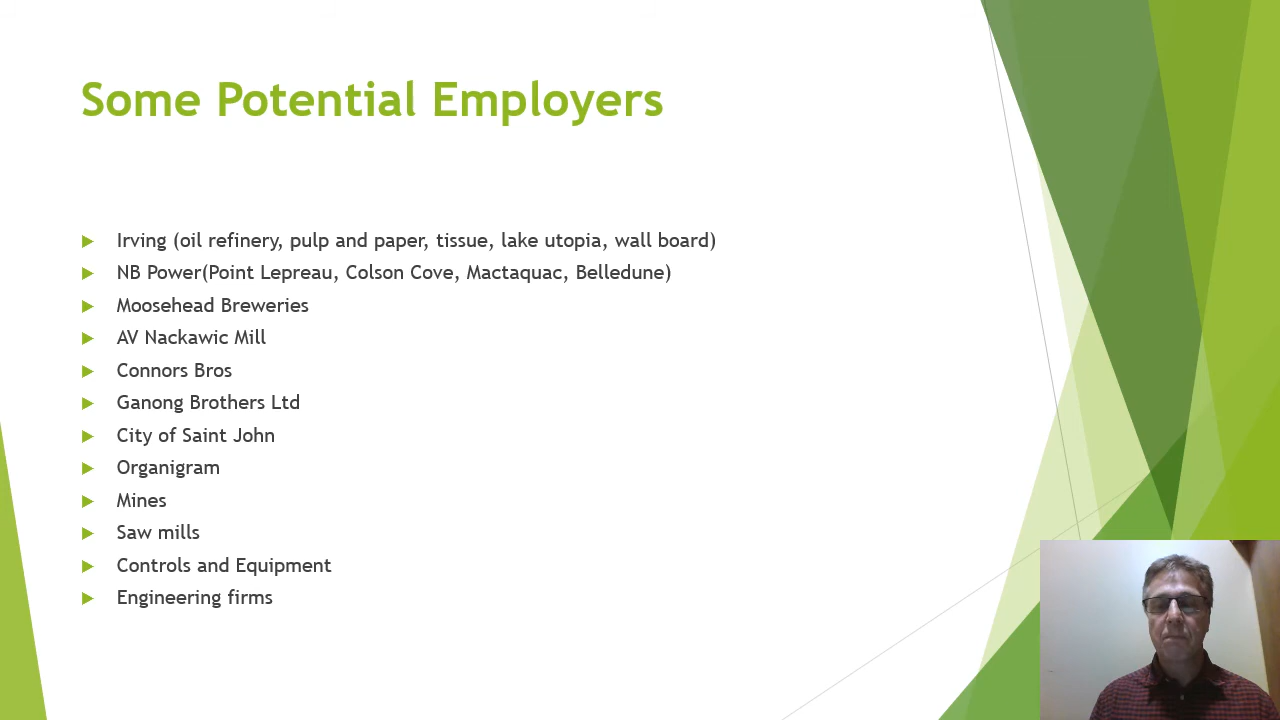 Some Potential Employers
Irving (oil refinery, pulp and paper, tissue, lake utopia, wall board)
NB Power(Point Lepreau, Colson Cove, Mactaquac, Belledune)
Moosehead Breweries
AV Nackawic Mill
Connors Bros
Ganong Brothers Ltd
City of Saint John
Organigram
Mines
Saw mills
Controls and Equipment
Engineering firms